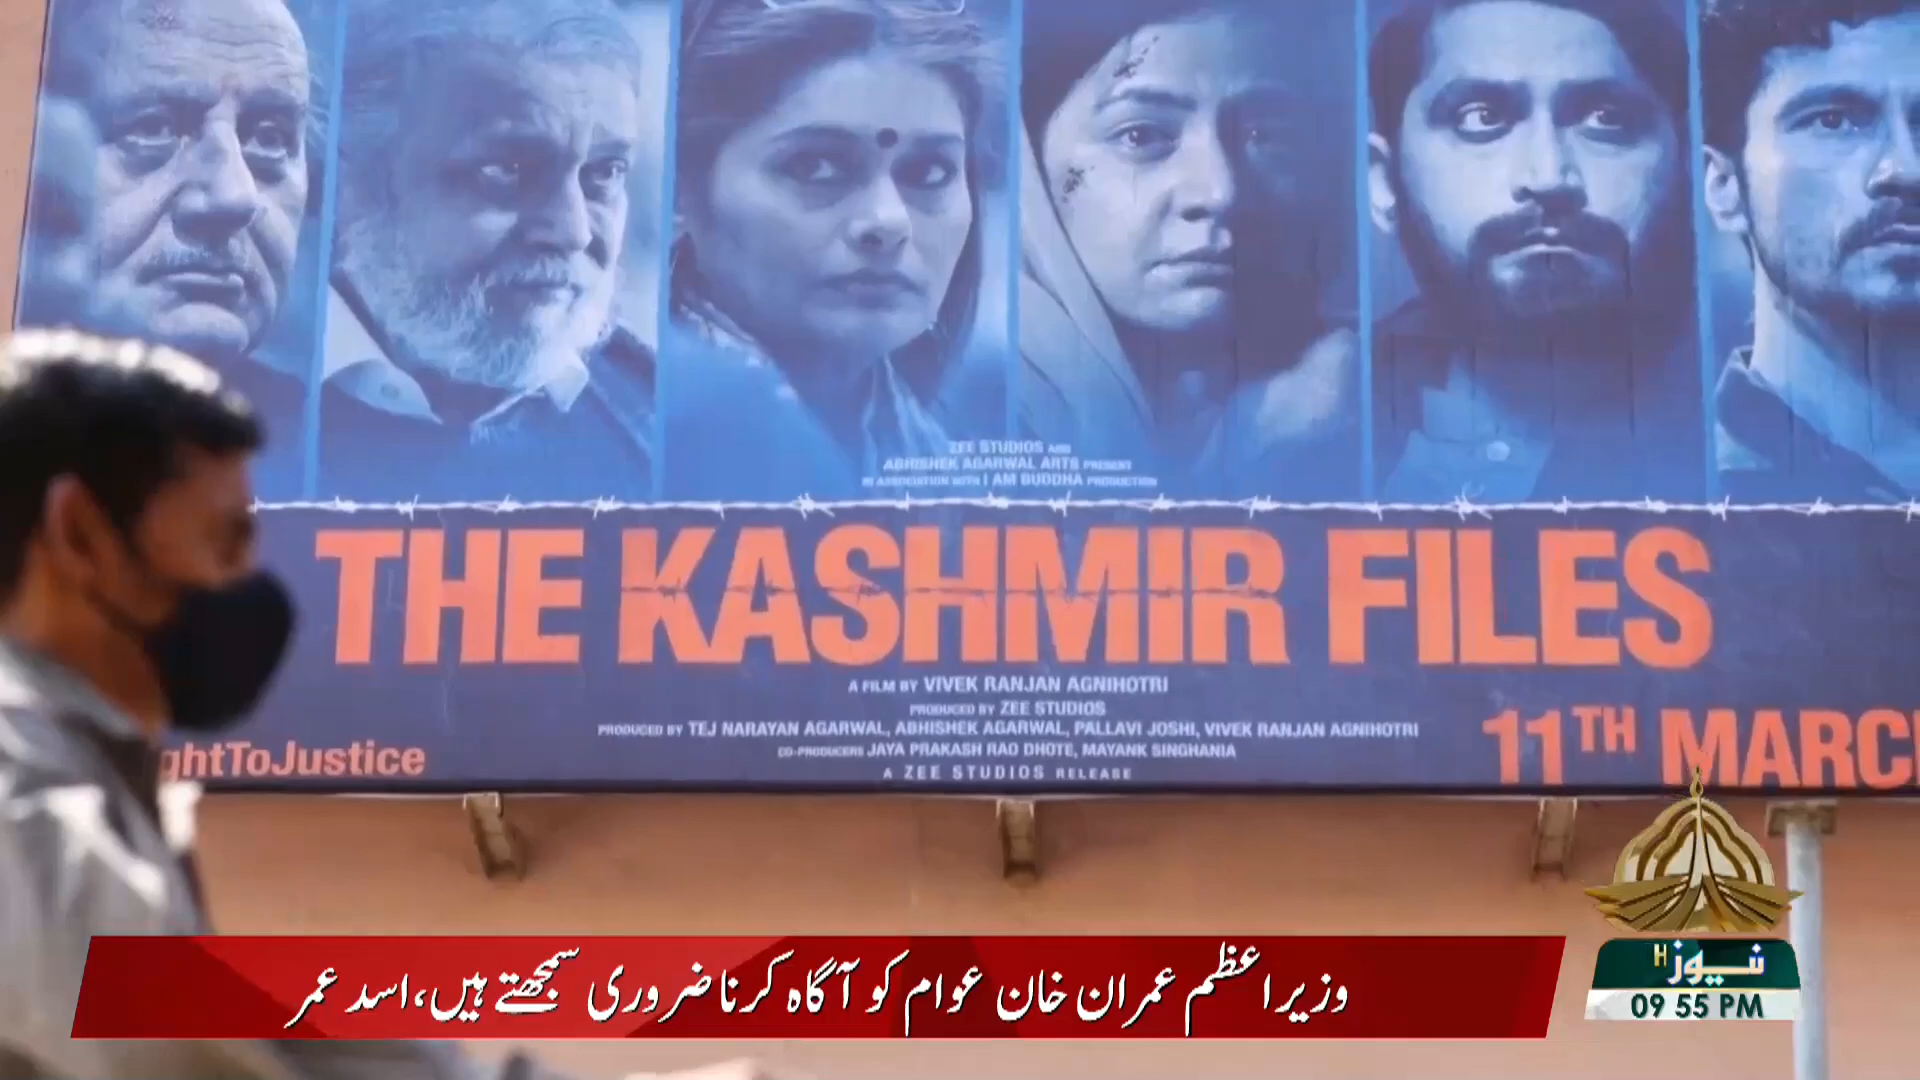 ZEE STUDIOS AND
ABHISHEK AGARWAL ARTS PRESENT
IN ASSOCIATION WITH I AM BUDDHA PRODUCTION
THE KASHMIR FILES
A FILM BY VIVEK RANJAN AGNIHOTRI
PRODUCED BY ZEE STUDIOS
PRODUCED BY TEJ NARAYAN AGARWAL, ABHISHEK AGARWAL, PALLAVI JOSHI, VIVEK RANJAN AGNIHOTRI
CO-PRODUCERS JAYA PRAKASH RAO DHOTE, MAYANK SINGHANIA
A ZEE STUDIOS RELEASE
ghtToJustice
11TH MARC
نیوز H
09 55 PM
وزیراعظم عمران خان عوام کو آگاہ کرنا ضروری سمجھتے ہیں،اسد عمر